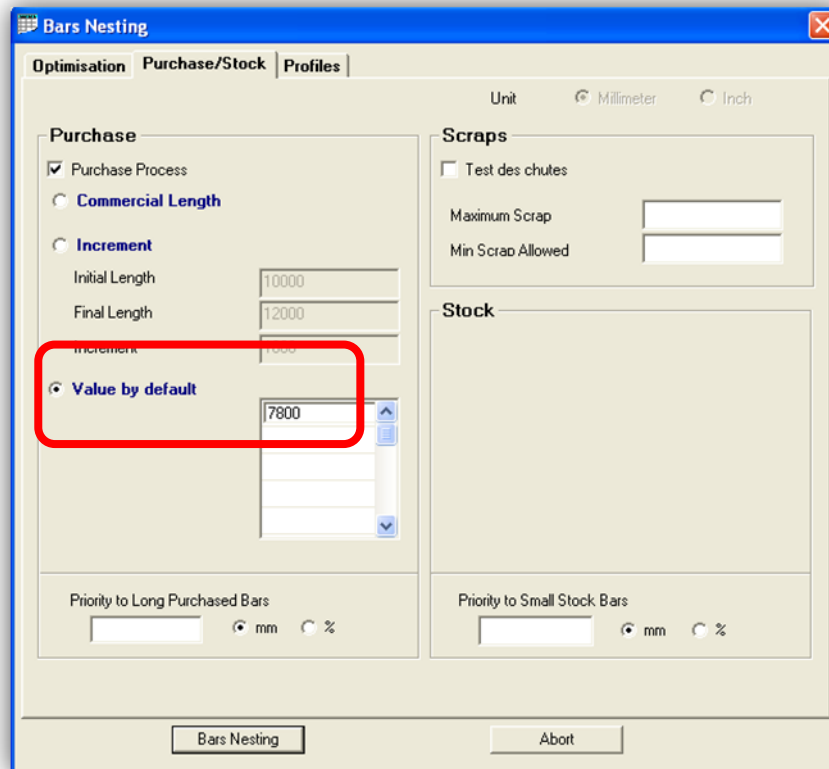 Bars Nesting
Optimisation Purchase/Stock Profiles
Unit Millimeter Inch
Purchase
Purchase Process
Commercial Length
Increment
Initial Length 10000
Final Length 12000
Increment
Value by default
7800
Priority to Long Purchased Bars
mm %
Scraps
Test des chutes
Maximum Scrap
Min Scrap Allowed
Stock
Priority to Small Stock Bars
mm %
Bars Nesting Abort